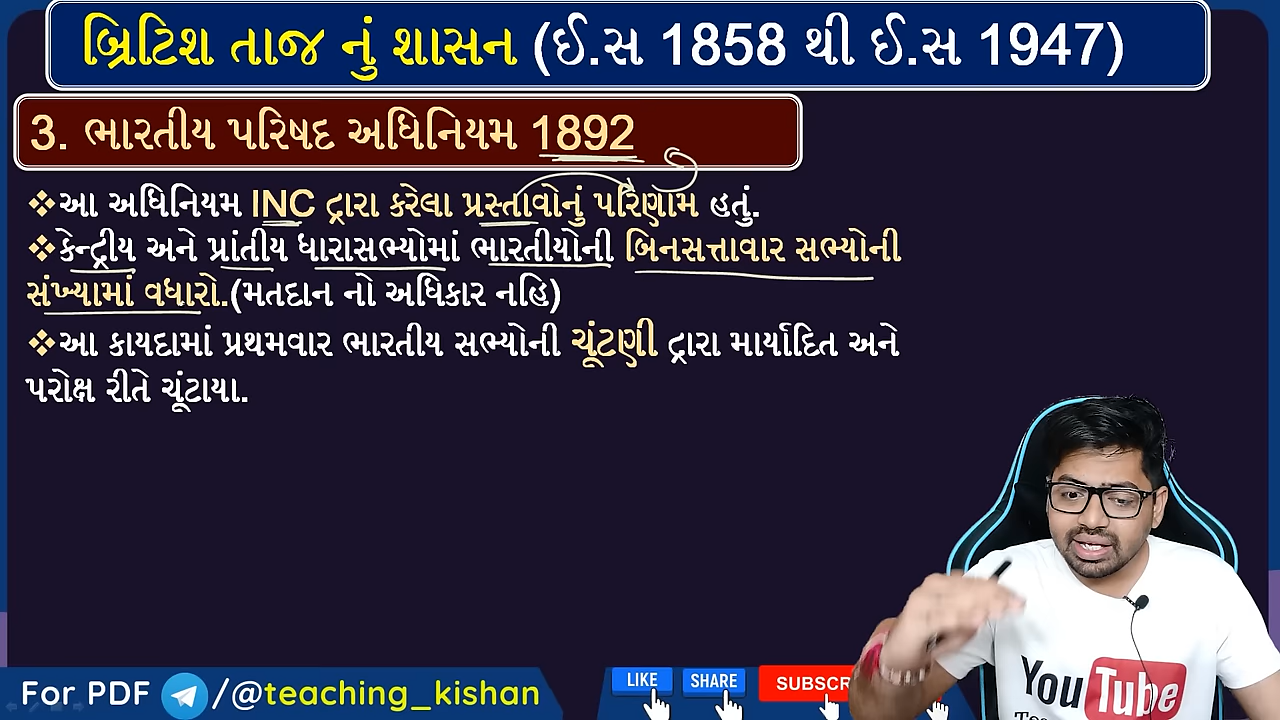 બ્રિટિશ તાજ નું શાસન (ઈ.સ 1858 થી ઈ.સ 1947)
3. ભારતીય પરિષદ અધિનિયમ 1892
❖આ અધિનિયમ INC દ્વારા કરેલા પ્રસ્તાવોનું પરિણામ હતું.
❖કેન્દ્રીય અને પ્રાંતીય ધારાસભ્યોમાં ભારતીયોની બિનસત્તાવાર સભ્યોની
સંખ્યામાં વધારો.(મતદાન નો અધિકાર નહિ)
❖આ કાયદામાં પ્રથમવાર ભારતીય સભ્યોની ચૂંટણી દ્વારા માર્યાદિત અને
પરોક્ષ રીતે ચૂંટાયા.
You Tube
For PDF /@teaching_kishan
LIKE SHARE SUBSCR